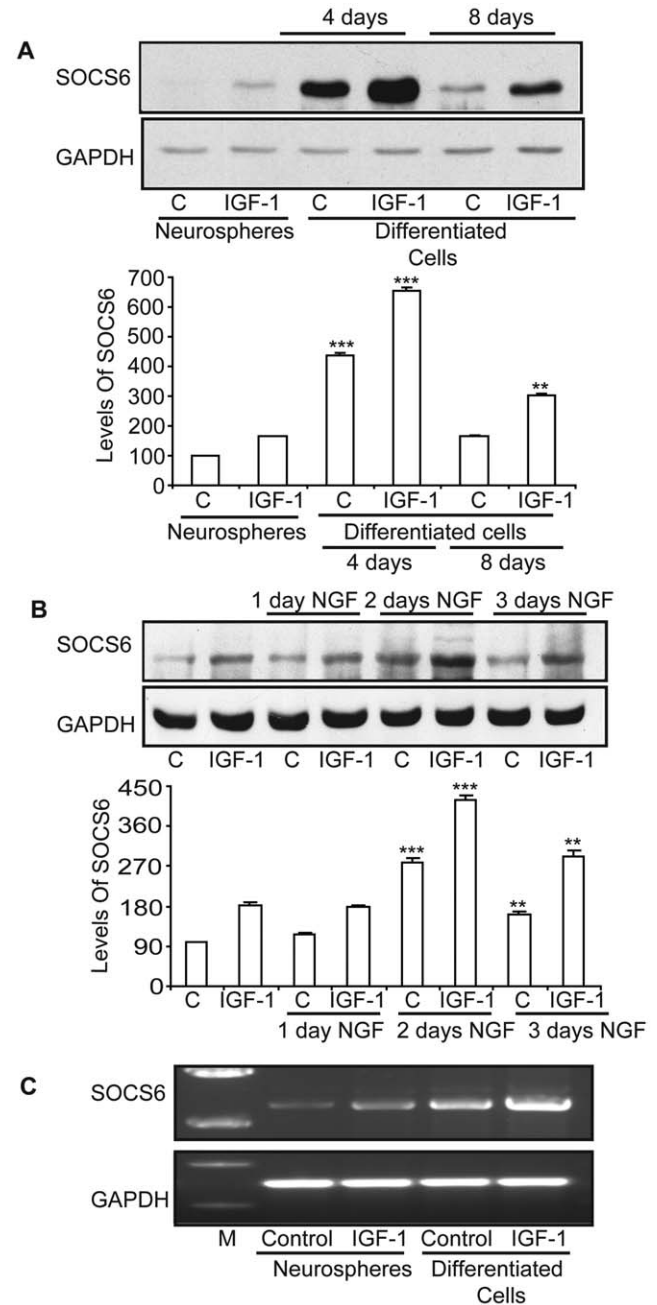 4 days 8 days
A
SOCS6
GAPDH
C IGF-1 C IGF-1 C IGF-1
Neurospheres Differentiated
Cells
Levels Of SOCS6
700
600
500
400
300
200
100
0
***
***
**
C IGF-1 C IGF-1 C IGF-1
Neurospheres Differentiated cells
4 days 8 days
B
1 day NGF 2 days NGF 3 days NGF
SOCS6
GAPDH
C IGF-1 C IGF-1 C IGF-1 C IGF-1
Levels Of SOCS6
450
360
270
180
90
0
***
***
**
**
C IGF-1 C IGF-1 C IGF-1 C IGF-1
1 day NGF 2 days NGF 3 days NGF
C
SOCS6
GAPDH
M Control IGF-1 Control IGF-1
Neurospheres Differentiated
Cells